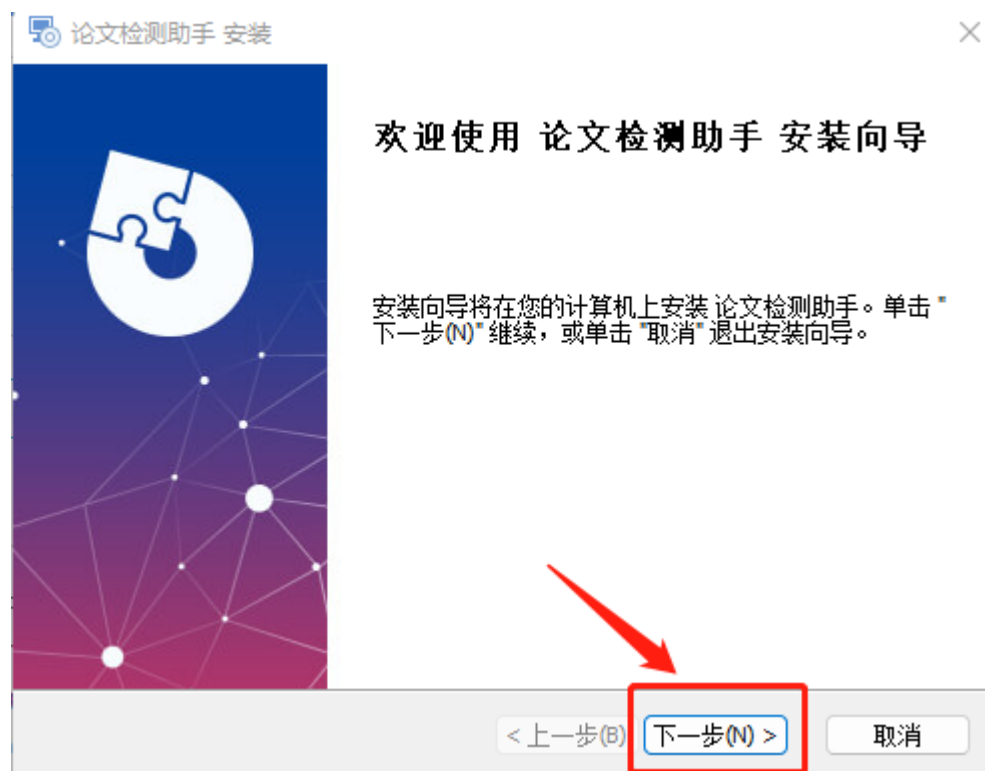 论文检测助手 安装
欢迎使用 论文检测助手 安装向导
安装向导将在您的计算机上安装 论文检测助手。单击 "
下一步(N)" 继续，或单击 "取消" 退出安装向导。
<上一步(B) 下一步(N) > 取消